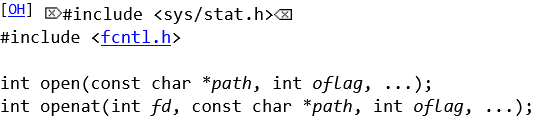 [OH] ⌦#include <sys/stat.h>⌫
#include <fcntl.h>
int open(const char *path, int oflag, ...);
int openat(int fd, const char *path, int oflag, ...);